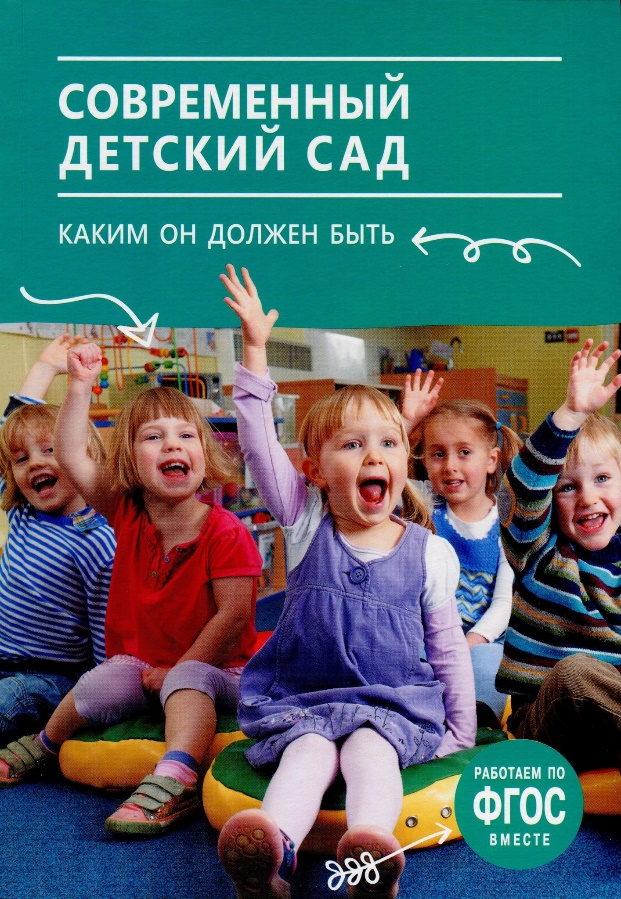 СОВРЕМЕННЫЙ
ДЕТСКИЙ САД
КАКИМ ОН ДОЛЖЕН БЫТЬ
РАБОТАЕМ ПО
ФГОС
ВМЕСТЕ